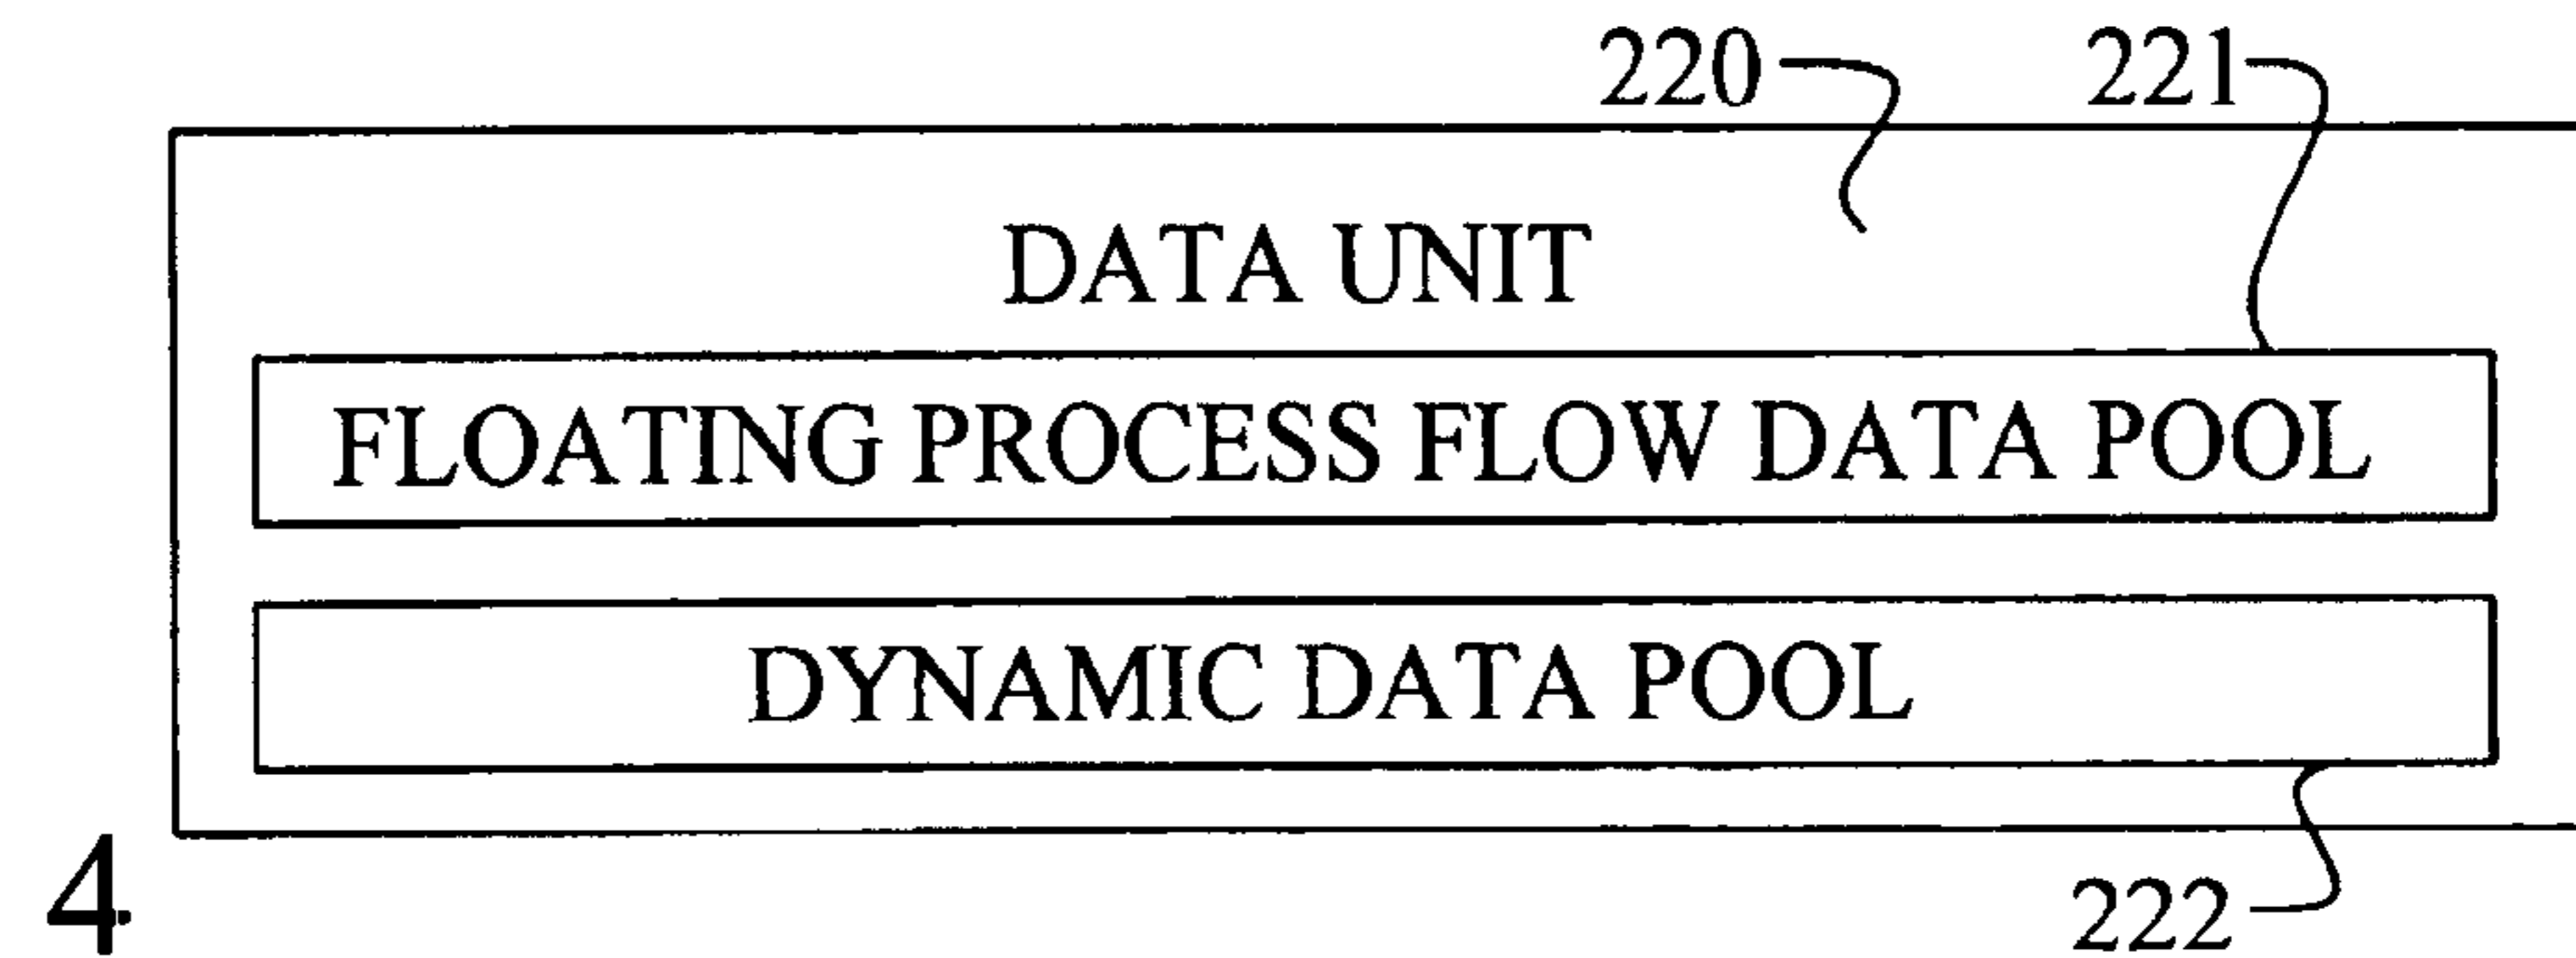 220 221
DATA UNIT
FLOATING PROCESS FLOW DATA POOL
DYNAMIC DATA POOL
4
222